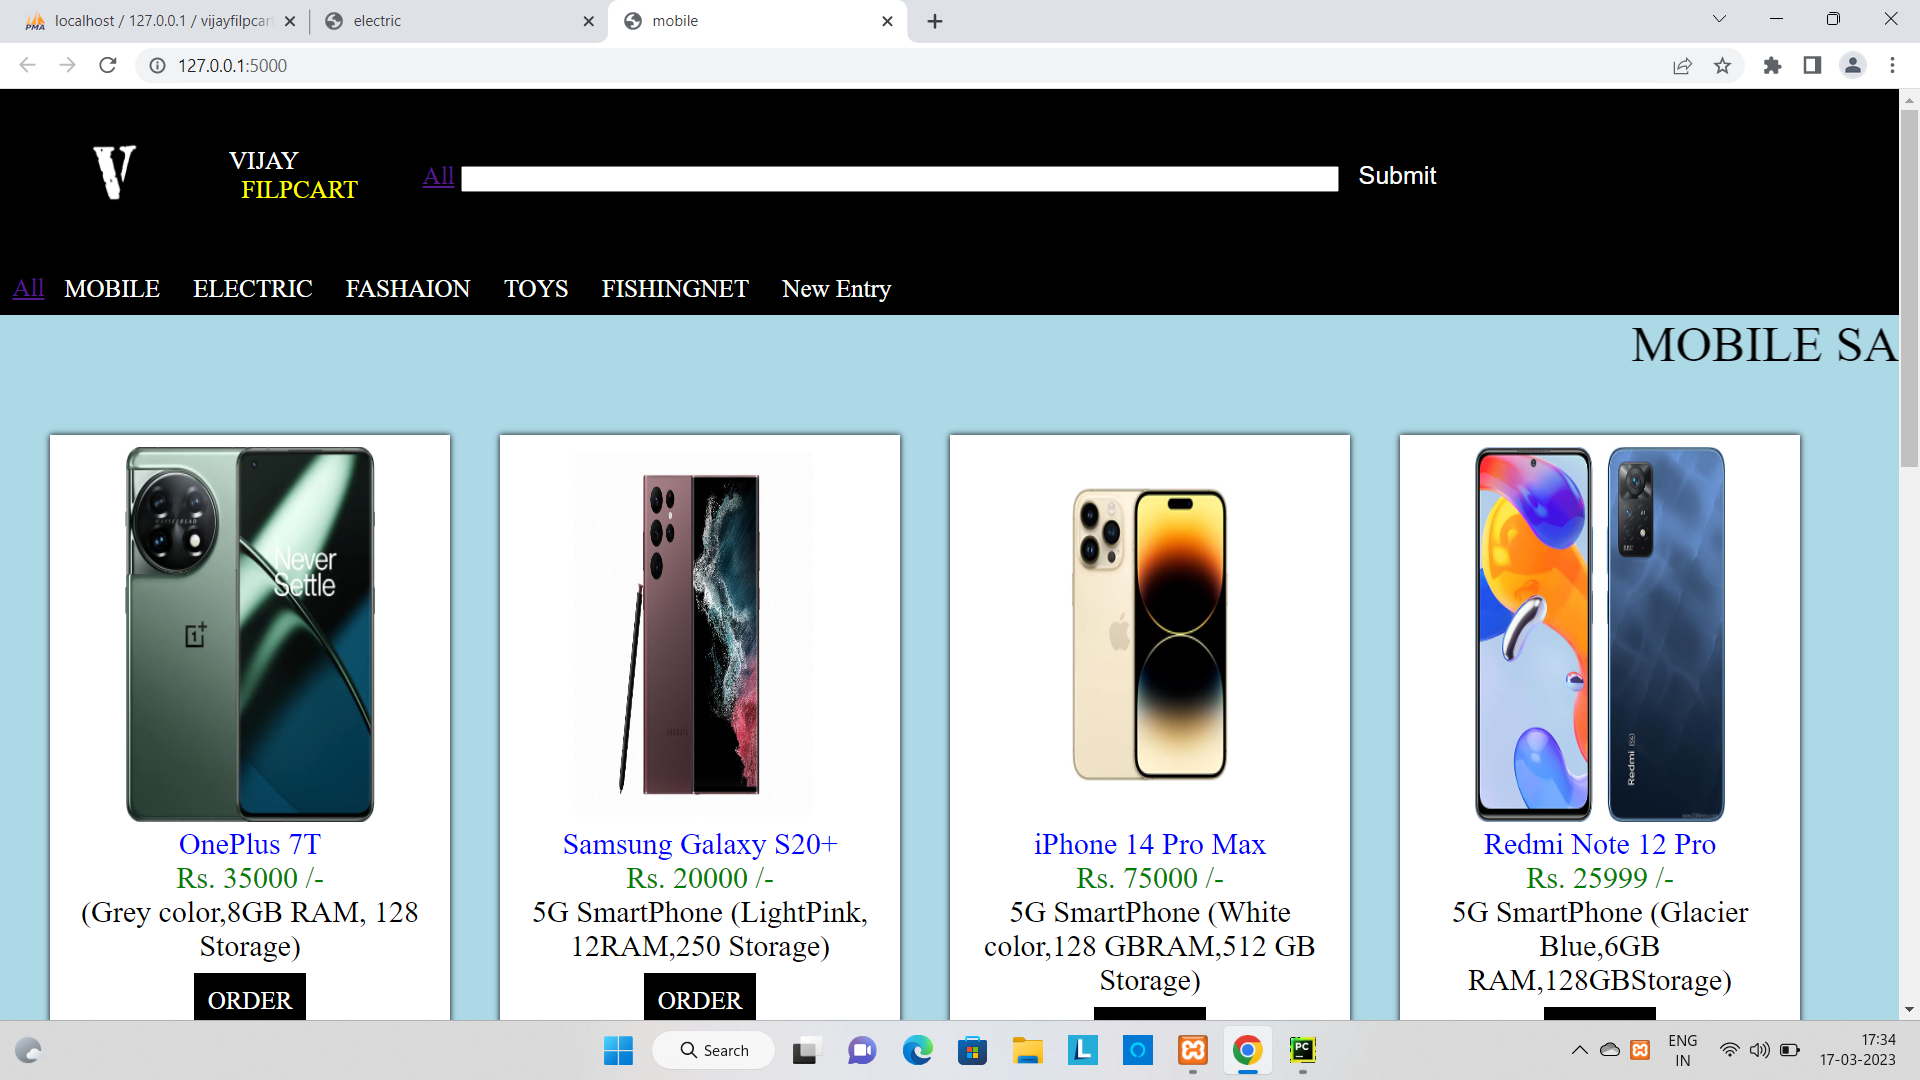 localhost / 127.0.0.1 / vijayfilpcar
electric
mobile
127.0.0.1:5000
V
VIJAY
FILPCART
All
Submit
All MOBILE ELECTRIC FASHAION TOYS FISHINGNET New Entry
MOBILE SA
Never
Settle
Redmi
OnePlus 7T
Rs. 35000 /-
(Grey color,8GB RAM, 128
Storage)
ORDER
Samsung Galaxy S20+
Rs. 20000 /-
5G SmartPhone (LightPink,
12RAM,250 Storage)
ORDER
iPhone 14 Pro Max
Rs. 75000 /-
5G SmartPhone (White
color,128 GBRAM,512 GB
Storage)
Redmi Note 12 Pro
Rs. 25999 /-
5G SmartPhone (Glacier
Blue,6GB
RAM,128GBStorage)
Search
ENG
IN
17:34
17-03-2023